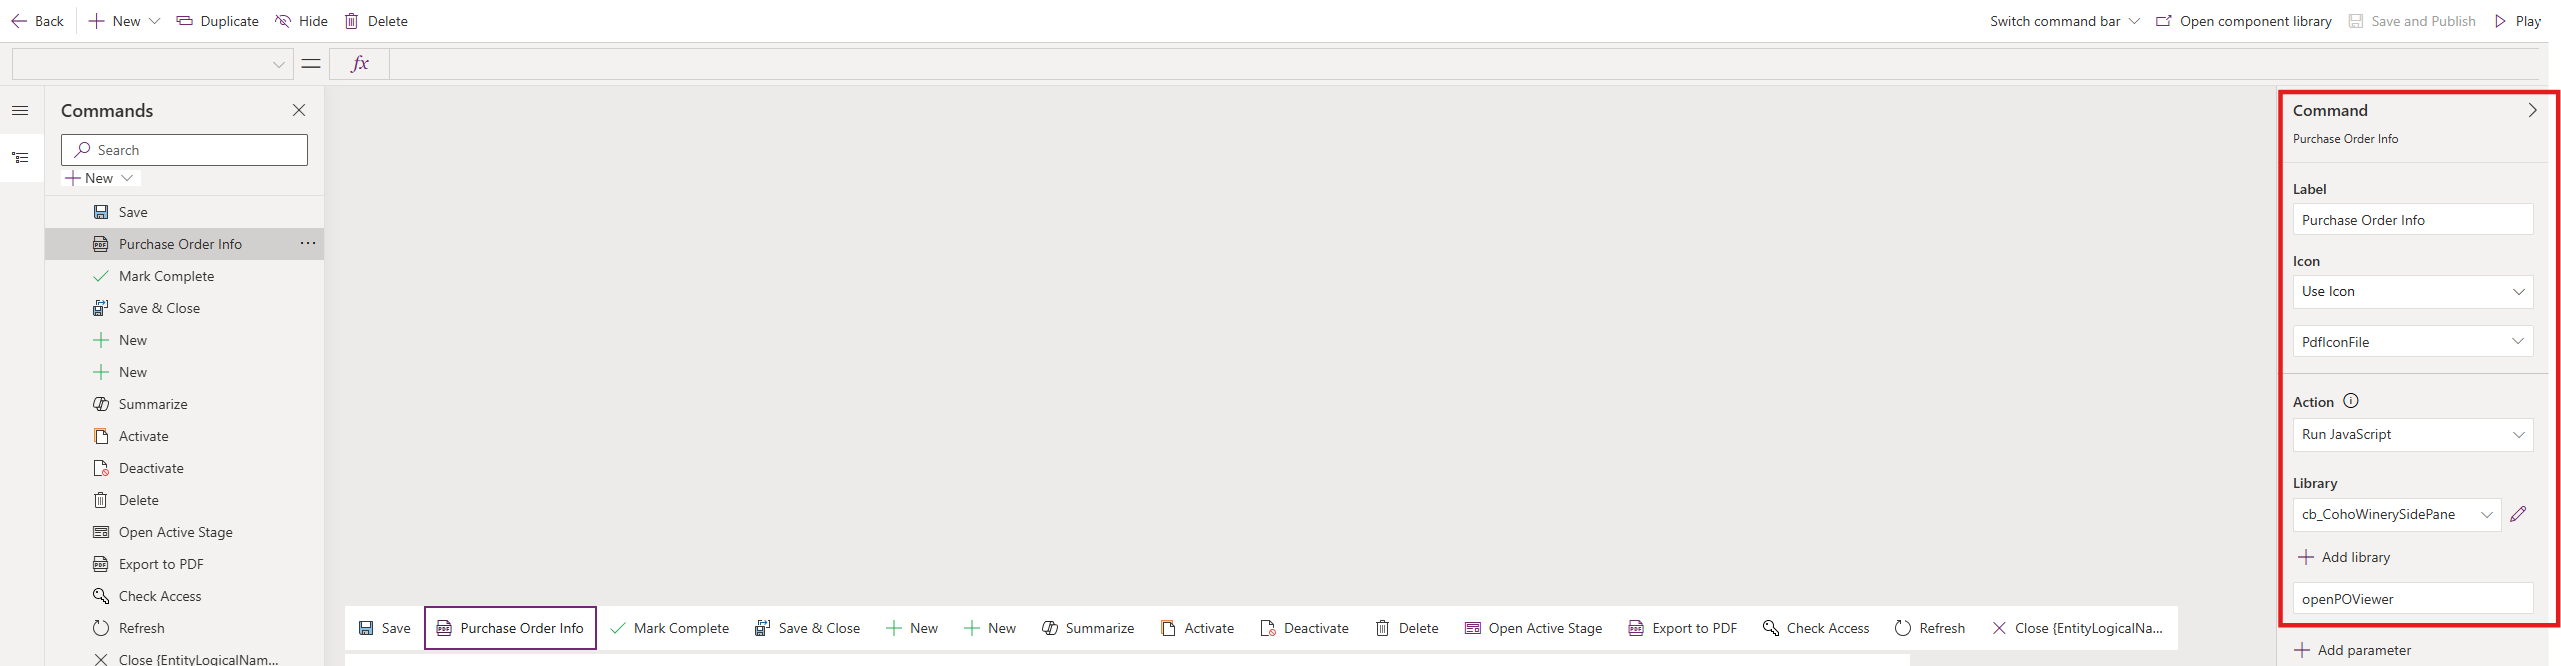 Back
New
Duplicate
Hide
Delete
Switch command bar
Open component library
Save and Publish
Play
fx
Commands
Search
New
Save
Purchase Order Info
Mark Complete
Save & Close
New
New
Summarize
Activate
Deactivate
Delete
Open Active Stage
Export to PDF
Check Access
Refresh
Close {EntityLogicalNam...
Save
Purchase Order Info
Mark Complete
Save & Close
New
New
Summarize
Activate
Deactivate
Delete
Open Active Stage
Export to PDF
Check Access
Refresh
Close {EntityLogicalNa...
Command
Purchase Order Info
Label
Purchase Order Info
Icon
Use Icon
PdfIconFile
Action
Run JavaScript
Library
cb_CohoWinerySidePane
Add library
openPOViewer
Add parameter